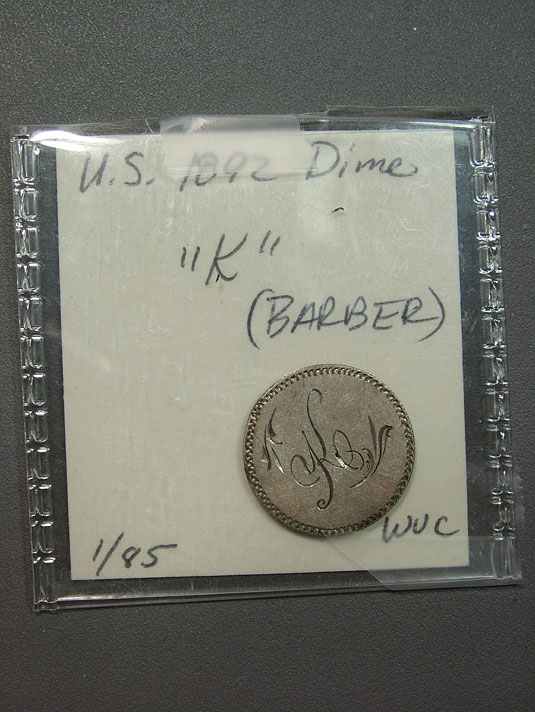 U.S. 1892 Dime
"K"
(BARBER)
1/85
WUC